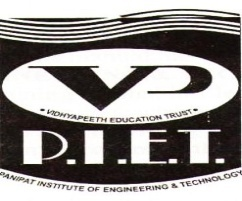 VP
• VIDHYAPEETH EDUCATION TRUST •
P.I.E.T.
PANIPAT INSTITUTE OF ENGINEERING & TECHNOLOGY